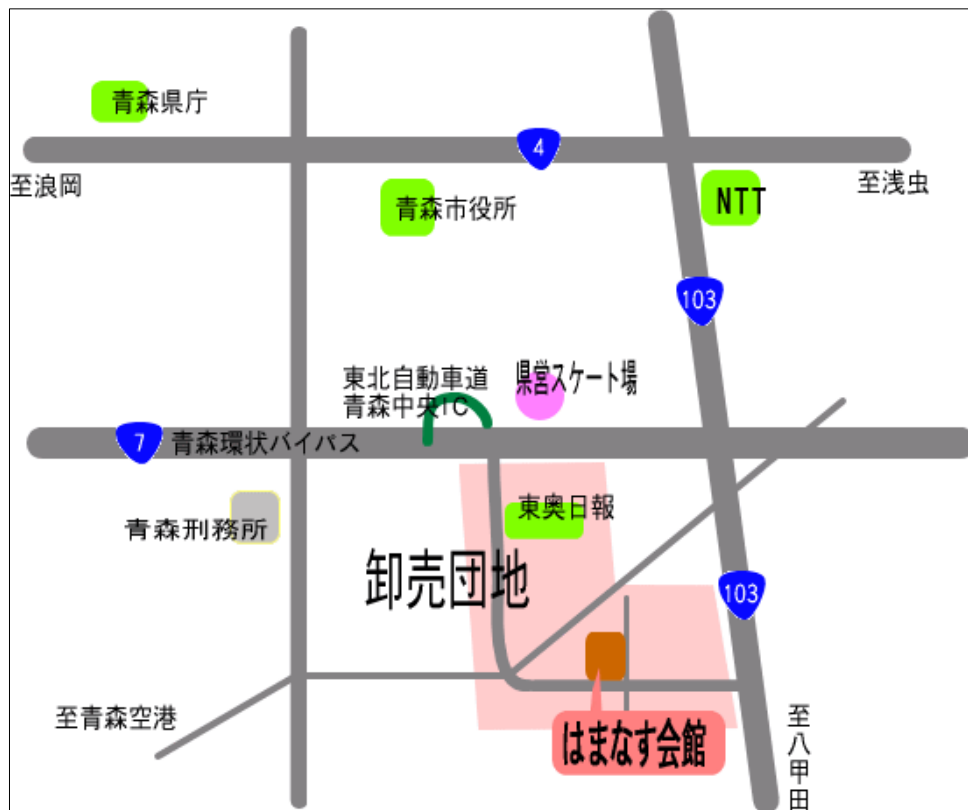 青森県庁
4
至浪岡
至浅虫
青森市役所
NTT
103
東北自動車道
青森中央IC
県営スケート場
7
青森環状バイパス
東奥日報
青森刑務所
卸売団地
103
至青森空港
はまなす会館
至八甲田